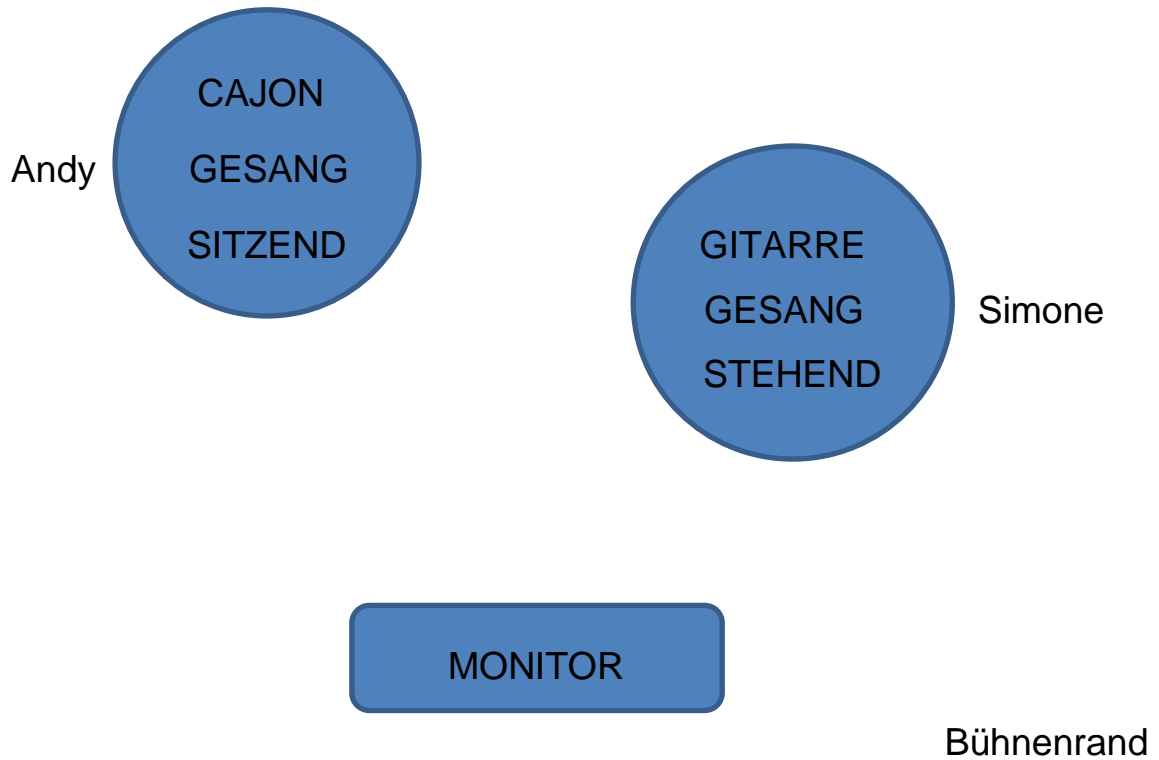 CAJON
Andy
GESANG
SITZEND
GITARRE
GESANG
Simone
STEHEND
MONITOR
Bühnenrand